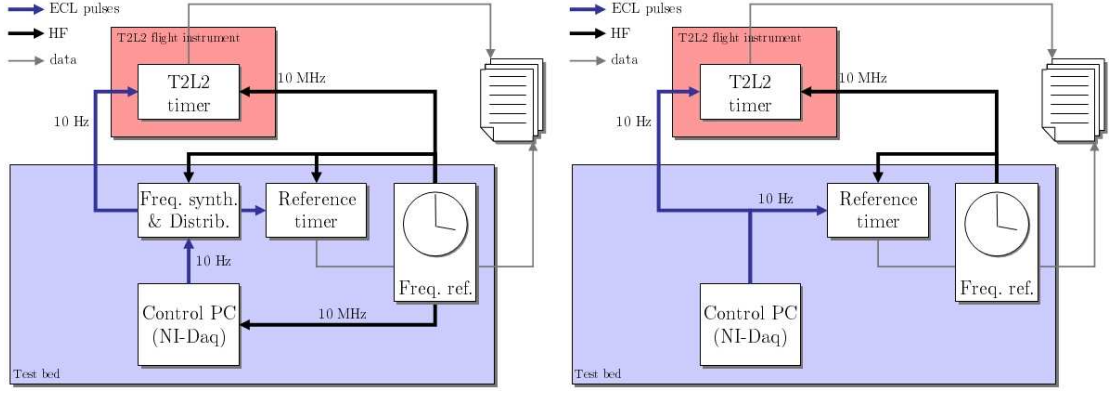 ECL pulses
HF
data
T2L2 flight instrument
T2L2
timer
10 MHz
10 Hz
Freq. synth.
& Distrib.
Reference
timer
10 Hz
Freq. ref.
Control PC
(NI-Daq)
10 MHz
Test bed
ECL pulses
HF
data
T2L2 flight instrument
T2L2
timer
10 MHz
10 Hz
10 Hz
Reference
timer
Freq. ref.
Control PC
(NI-Daq)
Test bed